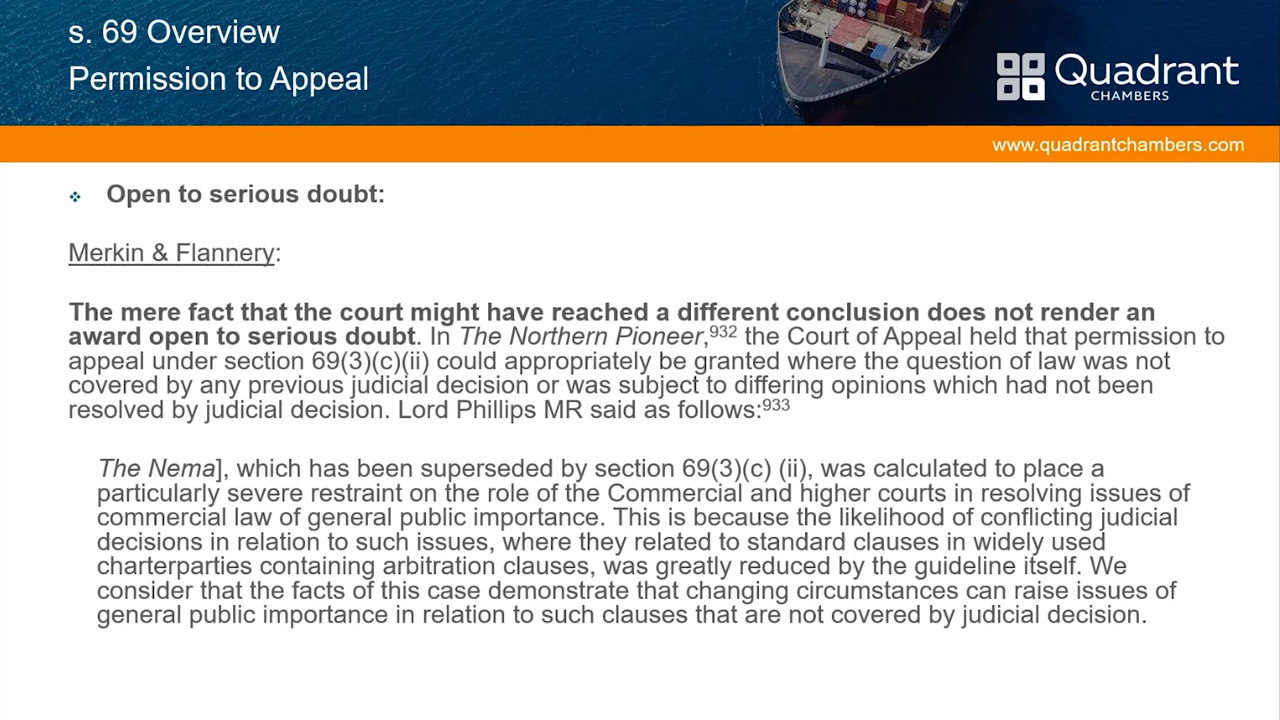 s. 69 Overview
Permission to Appeal
Quadrant
CHAMBERS
www.quadrantchambers.com
❖ Open to serious doubt:
Merkin & Flannery:
The mere fact that the court might have reached a different conclusion does not render an
award open to serious doubt. In The Northern Pioneer,932 the Court of Appeal held that permission to
appeal under section 69(3)(c)(ii) could appropriately be granted where the question of law was not
covered by any previous judicial decision or was subject to differing opinions which had not been
resolved by judicial decision. Lord Phillips MR said as follows:933
The Nema], which has been superseded by section 69(3)(c) (ii), was calculated to place a
particularly severe restraint on the role of the Commercial and higher courts in resolving issues of
commercial law of general public importance. This is because the likelihood of conflicting judicial
decisions in relation to such issues, where they related to standard clauses in widely used
charterparties containing arbitration clauses, was greatly reduced by the guideline itself. We
consider that the facts of this case demonstrate that changing circumstances can raise issues of
general public importance in relation to such clauses that are not covered by judicial decision.